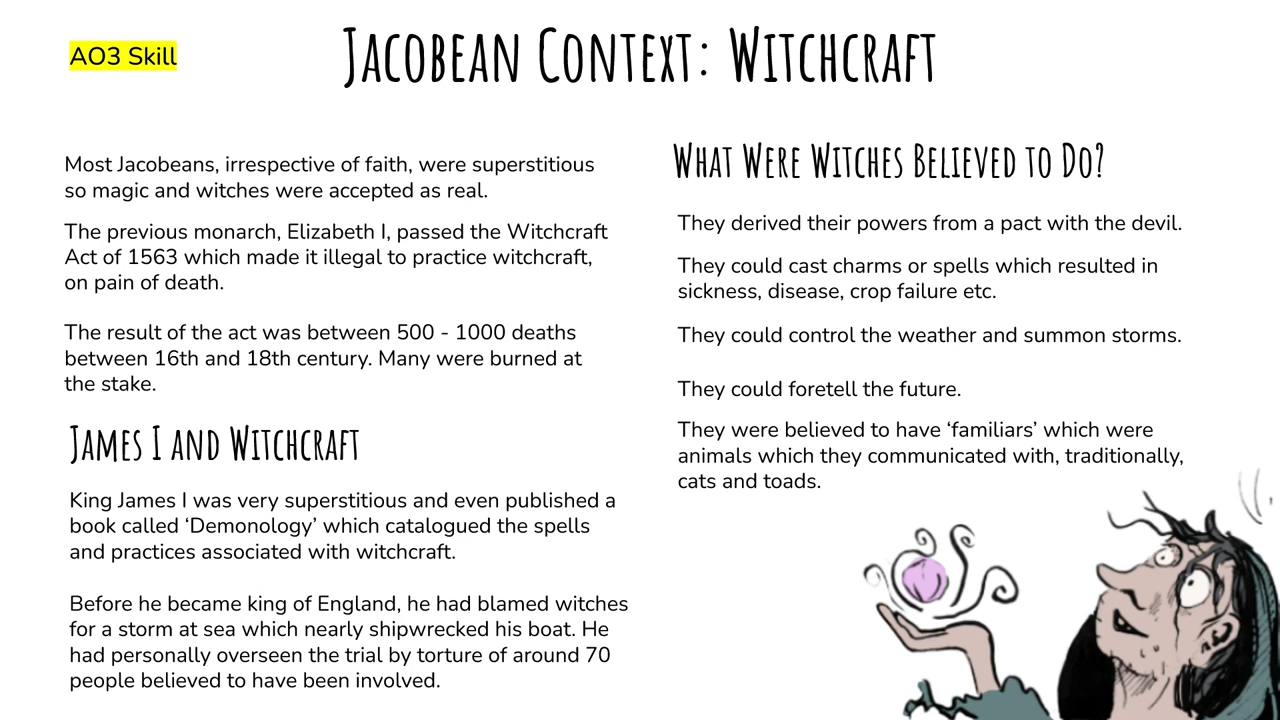 AO3 Skill
Jacobean Context: Witchcraft
Most Jacobeans, irrespective of faith, were superstitious
so magic and witches were accepted as real.
The previous monarch, Elizabeth I, passed the Witchcraft
Act of 1563 which made it illegal to practice witchcraft,
on pain of death.
The result of the act was between 500 - 1000 deaths
between 16th and 18th century. Many were burned at
the stake.
James I and Witchcraft
King James I was very superstitious and even published a
book called ‘Demonology’ which catalogued the spells
and practices associated with witchcraft.
Before he became king of England, he had blamed witches
for a storm at sea which nearly shipwrecked his boat. He
had personally overseen the trial by torture of around 70
people believed to have been involved.
What Were Witches Believed to Do?
They derived their powers from a pact with the devil.
They could cast charms or spells which resulted in
sickness, disease, crop failure etc.
They could control the weather and summon storms.
They could foretell the future.
They were believed to have ‘familiars’ which were
animals which they communicated with, traditionally,
cats and toads.